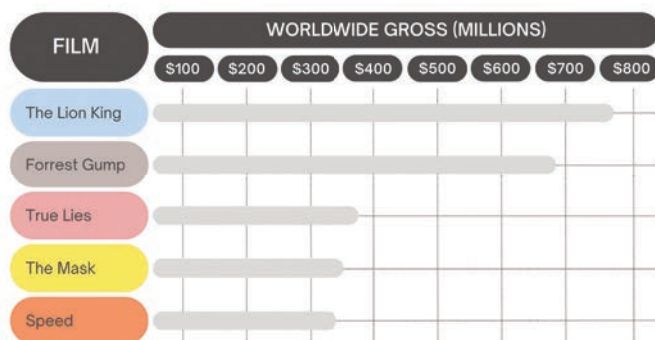 FILM
WORLDWIDE GROSS (MILLIONS)
$100 $200 $300 $400 $500 $600 $700 $800
The Lion King
Forrest Gump
True Lies
The Mask
Speed